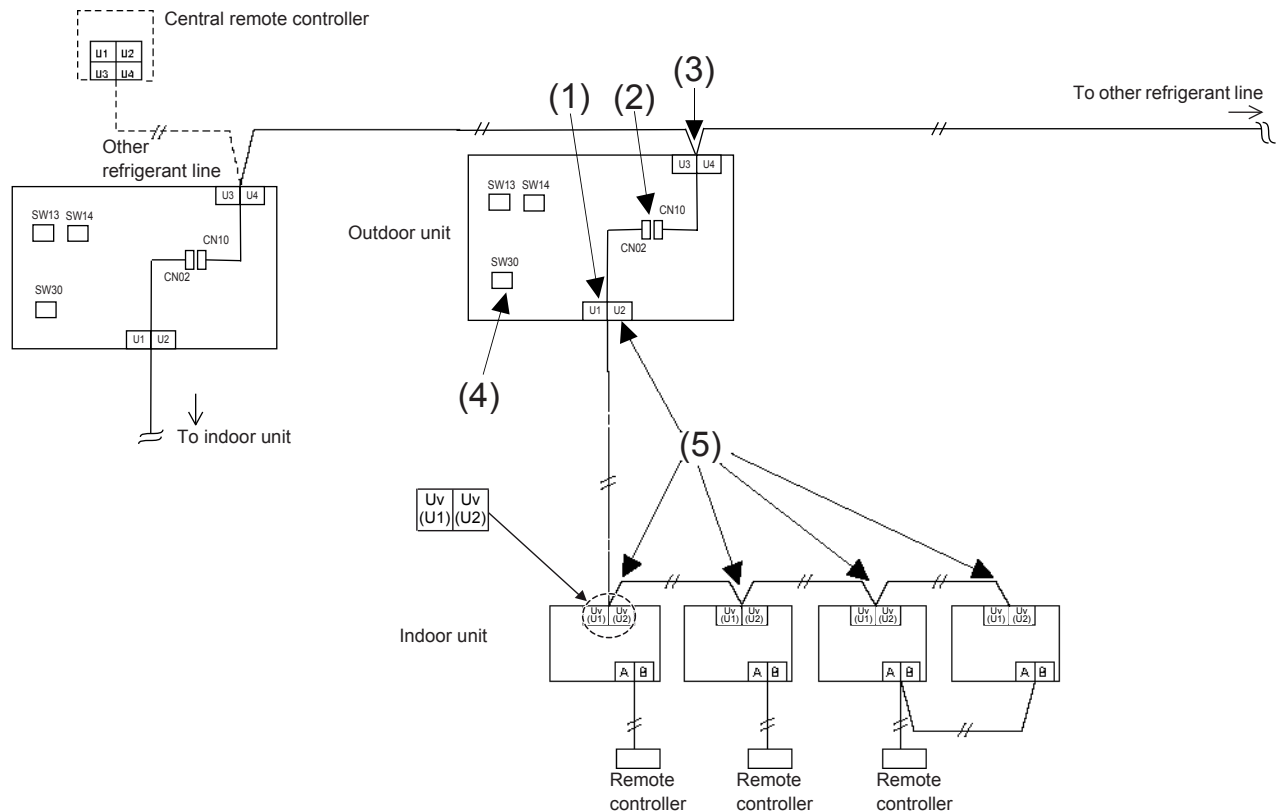 Central remote controller
U1 U2
U3 U4
(1)
(2)
(3)
To other refrigerant line
Other
refrigerant line
U3 U4
SW13 SW14
CN10
CN02
SW30
U1 U2
To indoor unit
Outdoor unit
U3 U4
SW13 SW14
CN10
CN02
SW30
U1 U2
(4)
(5)
Uv Uv
(U1) (U2)
Indoor unit
Uv Uv
(U1) (U2)
A B
Uv Uv
(U1) (U2)
A B
Uv Uv
(U1) (U2)
A B
Uv Uv
(U1) (U2)
A B
Remote
controller
Remote
controller
Remote
controller